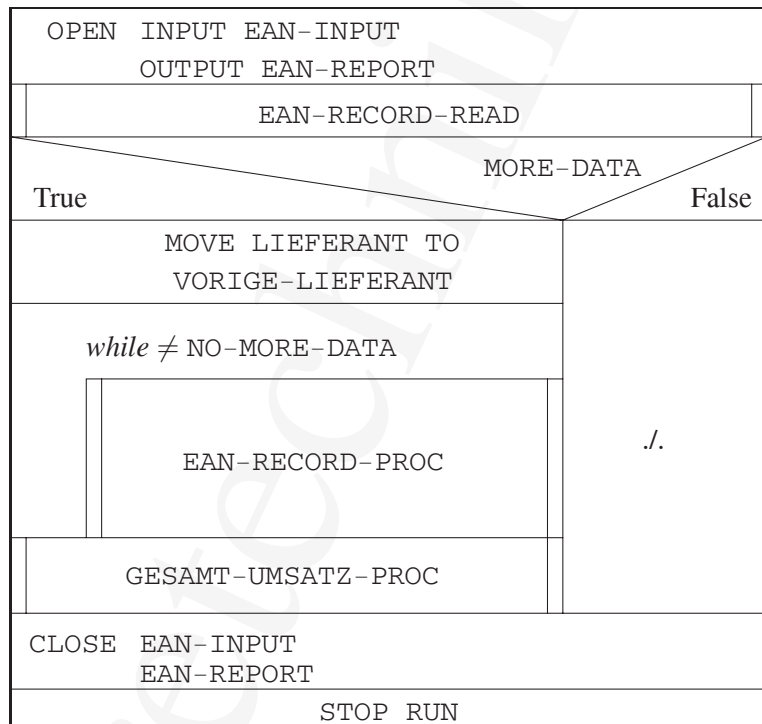 OPEN INPUT EAN-INPUT
OUTPUT EAN-REPORT
EAN-RECORD-READ
MORE-DATA
True
False
MOVE LIEFERANT TO
VORIGE-LIEFERANT
while ≠ NO-MORE-DATA
EAN-RECORD-PROC
./.
GESAMT-UMSATZ-PROC
CLOSE EAN-INPUT
EAN-REPORT
STOP RUN